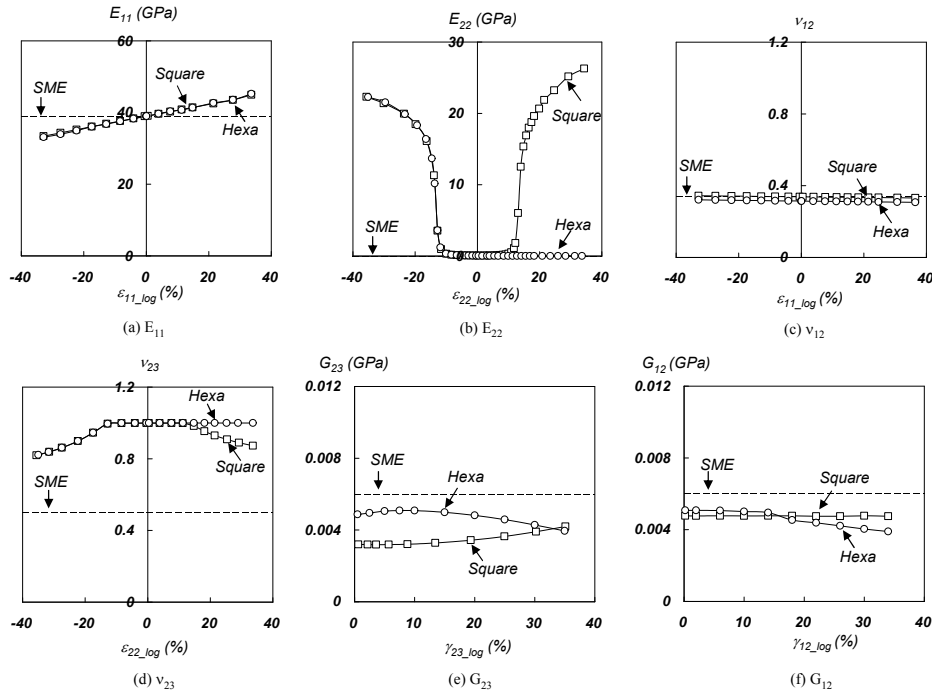 E11 (GPa)
60
40
20
0
-40 -20 0 20 40
SME
Square
Hexa
ε11_log (%)
(a) E11
E22 (GPa)
30
20
10
0
-40 -20 0 20 40
SME
Square
Hexa
ε22_log (%)
(b) E22
ν12
1.2
0.8
0.4
0
-40 -20 0 20 40
SME
Square
Hexa
ε11_log (%)
(c) ν12
ν23
1.2
0.8
0.4
0
-40 -20 0 20 40
Hexa
Square
SME
ε22_log (%)
(d) ν23
G23 (GPa)
0.012
0.008
0.004
0
0 10 20 30 40
SME
Hexa
Square
γ23_log (%)
(e) G23
G12 (GPa)
0.012
0.008
0.004
0
0 10 20 30 40
SME
Square
Hexa
γ12_log (%)
(f) G12